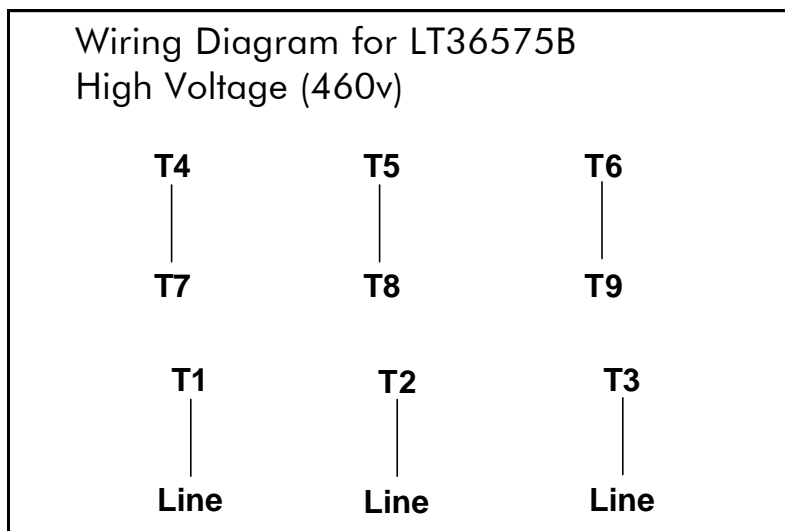 Wiring Diagram for LT36575B
High Voltage (460v)
T4 T5 T6
T7 T8 T9
T1 T2 T3
Line Line Line